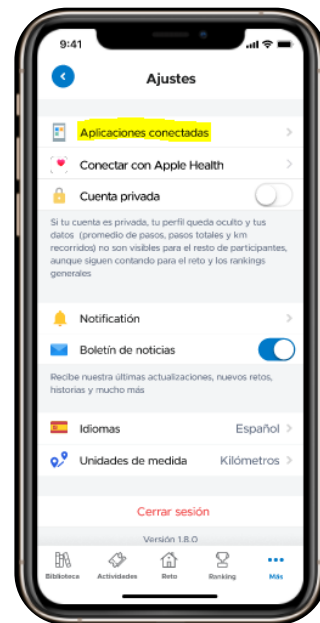 9:41
Ajustes
Aplicaciones conectadas
Conectar con Apple Health
Cuenta privada
Si tu cuenta es privada, tu perfil queda oculto y tus
datos (promedio de pasos, pasos totales y km
recorridos) no son visibles para el resto de participantes,
aunque siguen contando para el reto y los rankings
generales
Notificatión
Boletín de noticias
Recibe nuestra últimas actualizaciones, nuevos retos,
historias y mucho más
Idiomas Español
Unidades de medida Kilómetros
Cerrar sesión
Versión 1.8.0
Biblioteca Actividades Reto Ranking Más